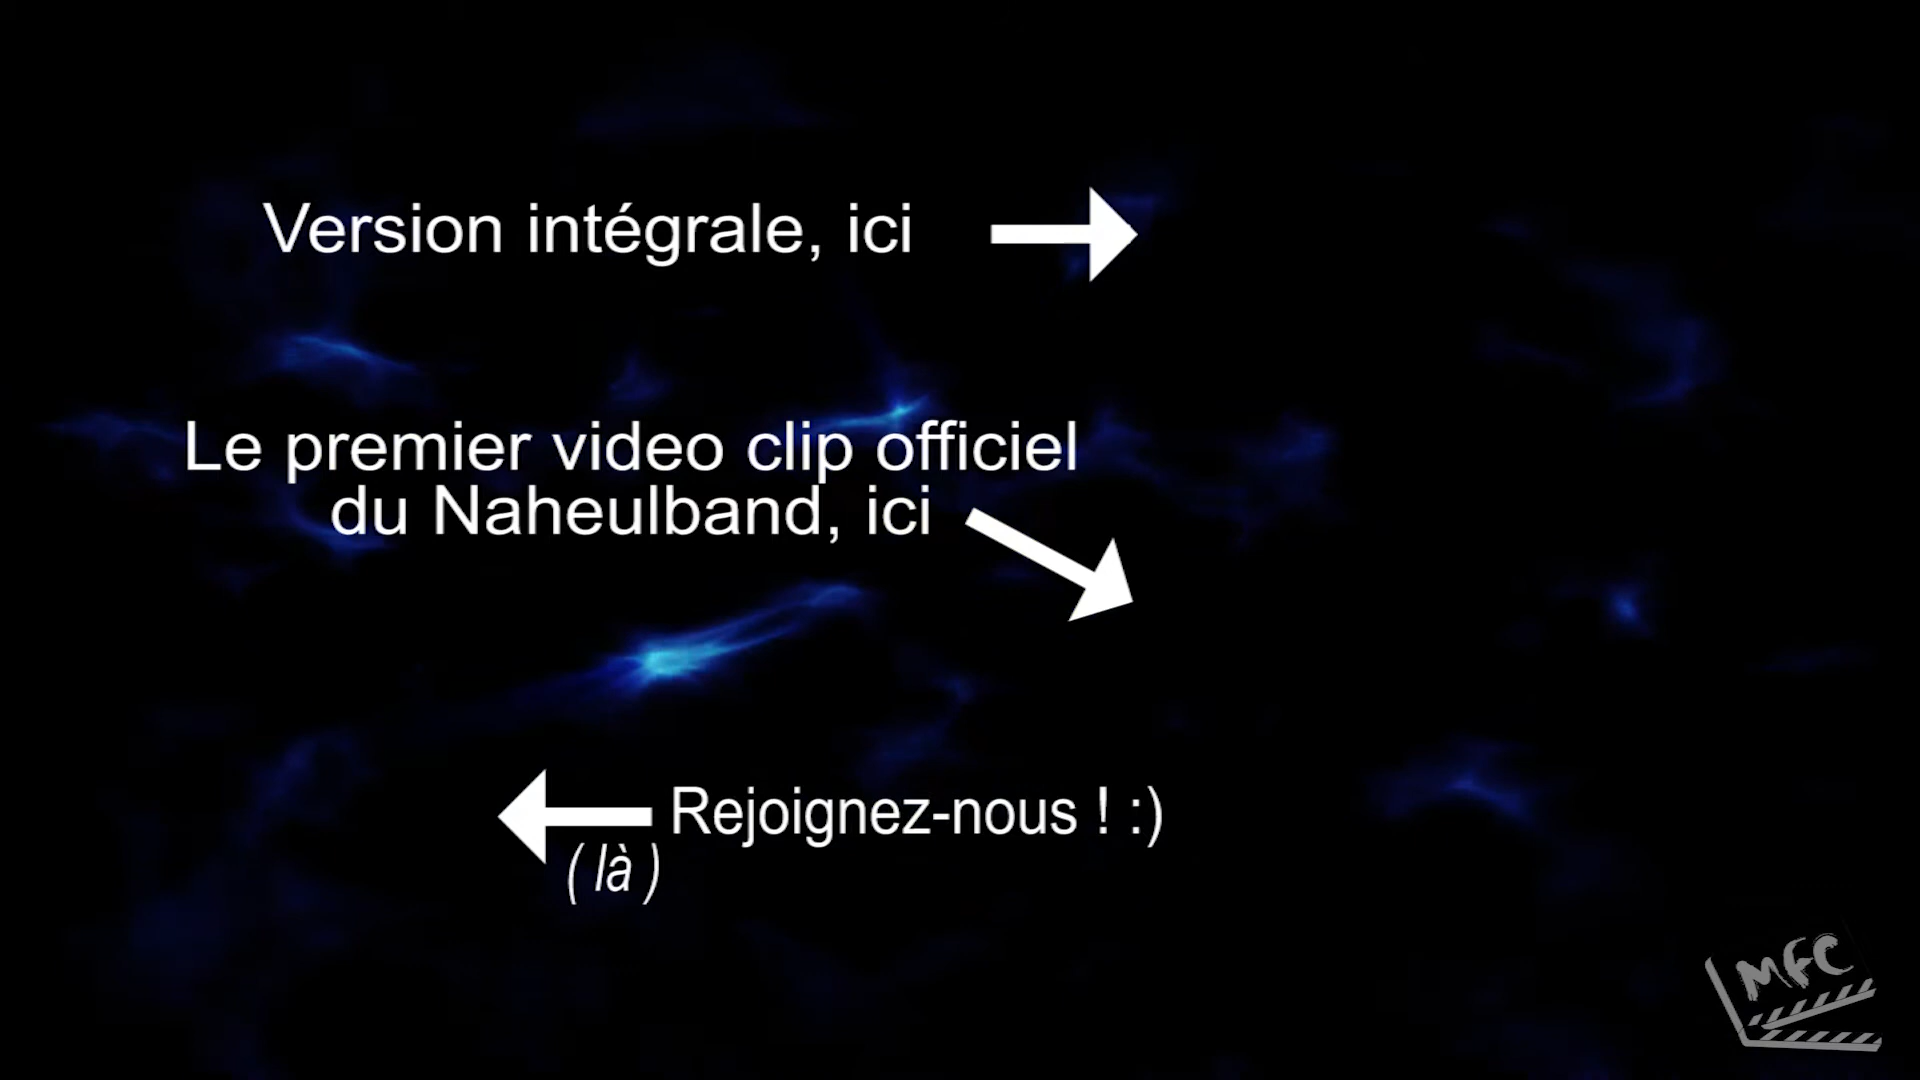 Version intégrale, ici
Le premier video clip officiel
du Naheulband, ici
Rejoignez-nous ! :)
( là )
MFC